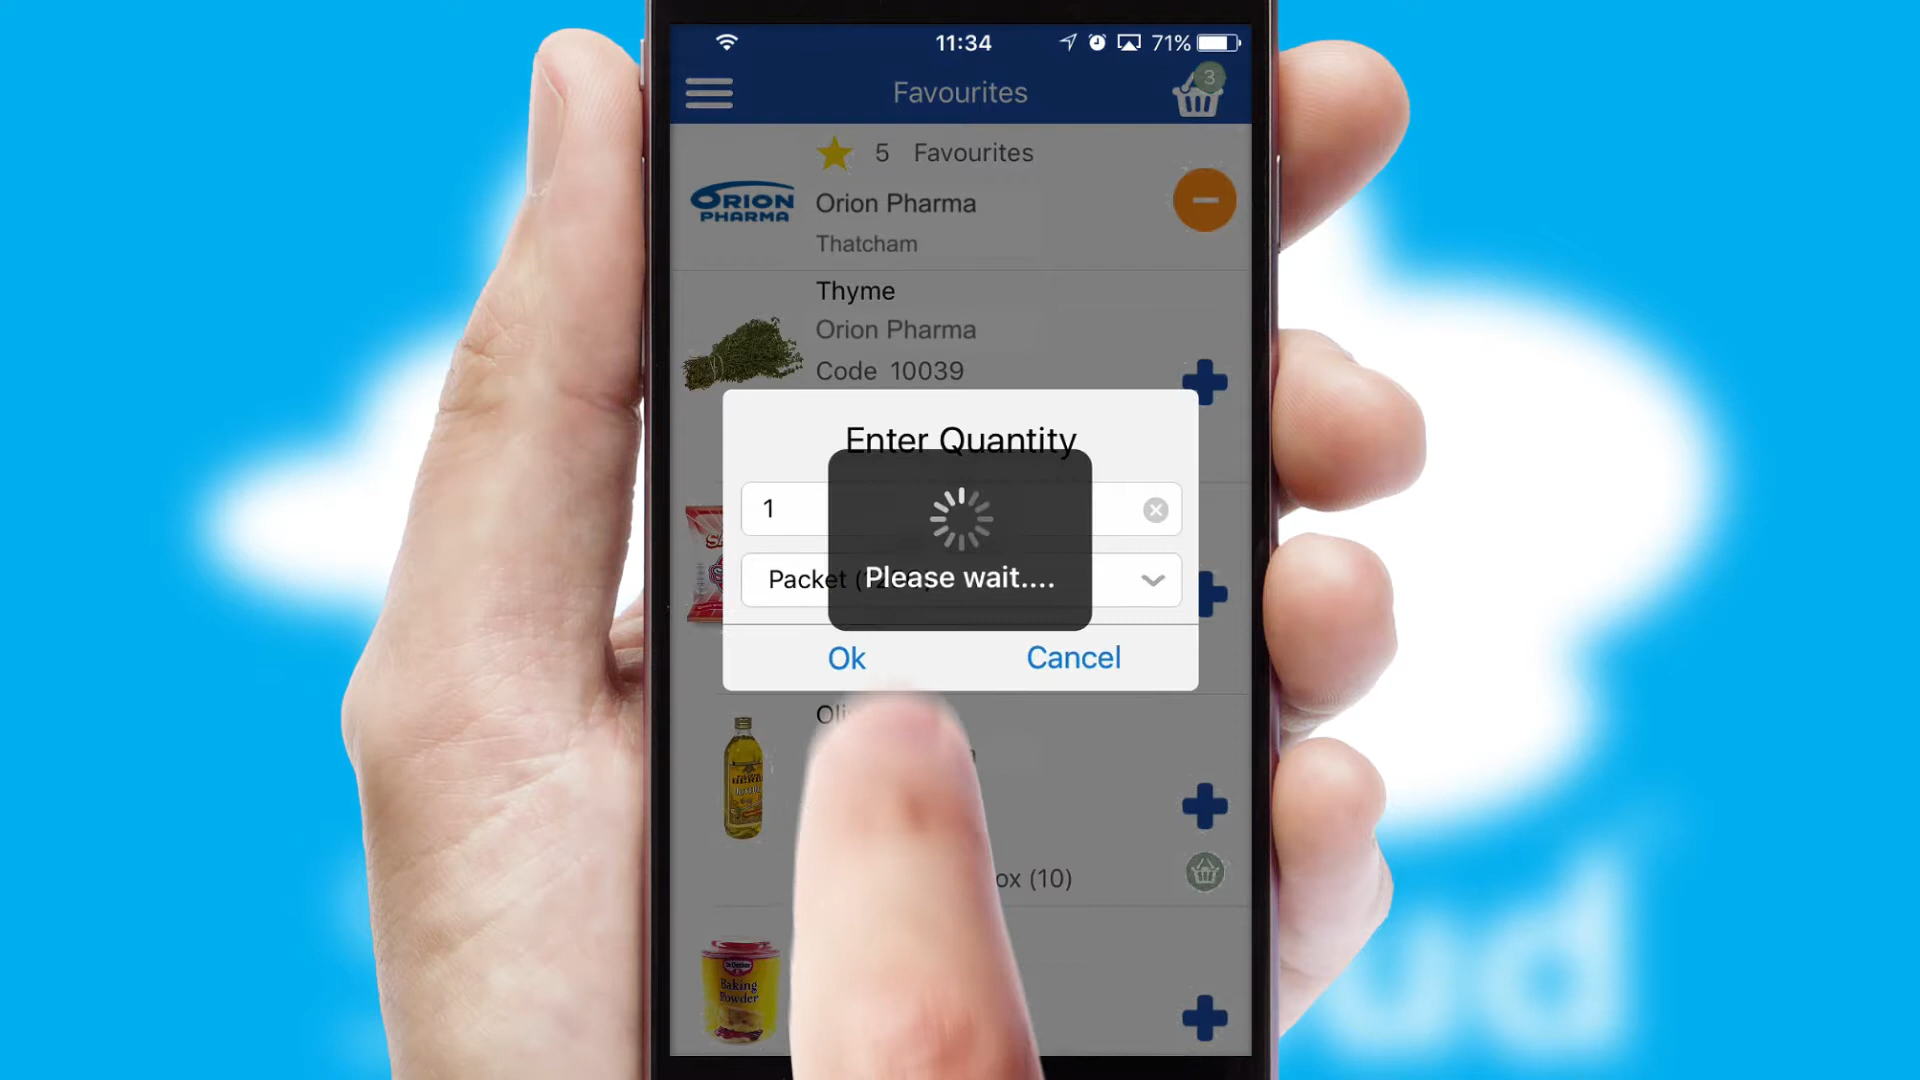 11:34
71%
Favourites
3
5 Favourites
ORION
PHARMA
Orion Pharma
Thatcham
Thyme
Orion Pharma
Code 10039
Enter Quantity
1
Packet
Please wait....
Ok
Cancel
ox (10)
Baking
Powder
ud